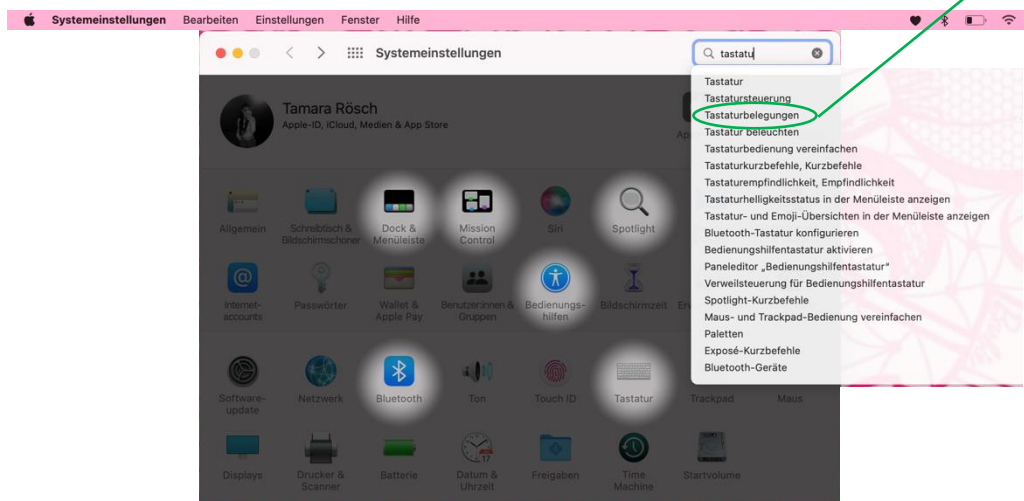 Systemeinstellungen Bearbeiten Einstellungen Fenster Hilfe
Systemeinstellungen
tastatu
Tamara Rösch
Apple-ID, iCloud, Medien & App Store
Tastatur
Tastatursteuerung
Tastaturbelegungen
Tastatur beleuchten
Tastaturbedienung vereinfachen
Tastaturkurzbefehle, Kurzbefehle
Tastaturempfindlichkeit, Empfindlichkeit
Tastaturhelligkeitsstatus in der Menüleiste anzeigen
Tastatur- und Emoji-Übersichten in der Menüleiste anzeigen
Bluetooth-Tastatur konfigurieren
Bedienungshilfentastatur aktivieren
Paneleditor „Bedienungshilfentastatur"
Verweilsteuerung für Bedienungshilfentastatur
Spotlight-Kurzbefehle
Maus- und Trackpad-Bedienung vereinfachen
Paletten
Exposé-Kurzbefehle
Bluetooth-Geräte
Allgemein
Schreibtisch &
Bildschirmschoner
Dock &
Menüleiste
Mission
Control
Siri
Spotlight
Internet-
accounts
Passwörter
Wallet &
Apple Pay
Benutzer:innen &
Gruppen
Bedienungs-
hilfen
Bildschirmzeit
Software-
update
Netzwerk
Bluetooth
Ton
Touch ID
Tastatur
Trackpad
Maus
Displays
Drucker &
Scanner
Batterie
17
Datum &
Uhrzeit
Freigaben
Time
Machine
Startvolume